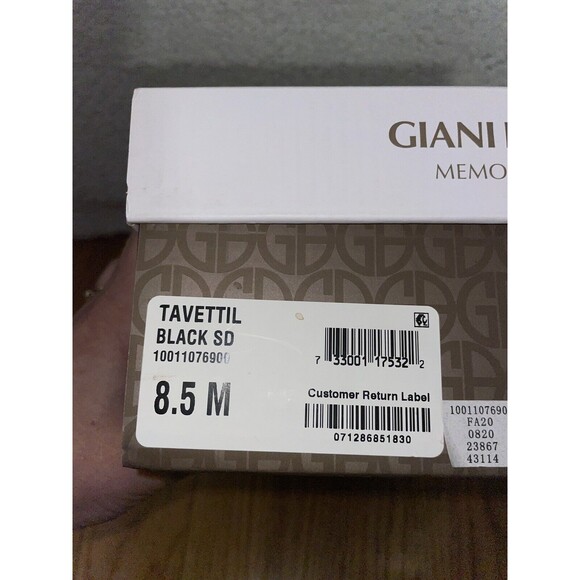 GIANI
MEMO
TAVETTIL
BLACK SD
10011076900
8.5 M
7 33001 17532 2
Customer Return Label
071286851830
1001107690
FA20
0820
23867
43114